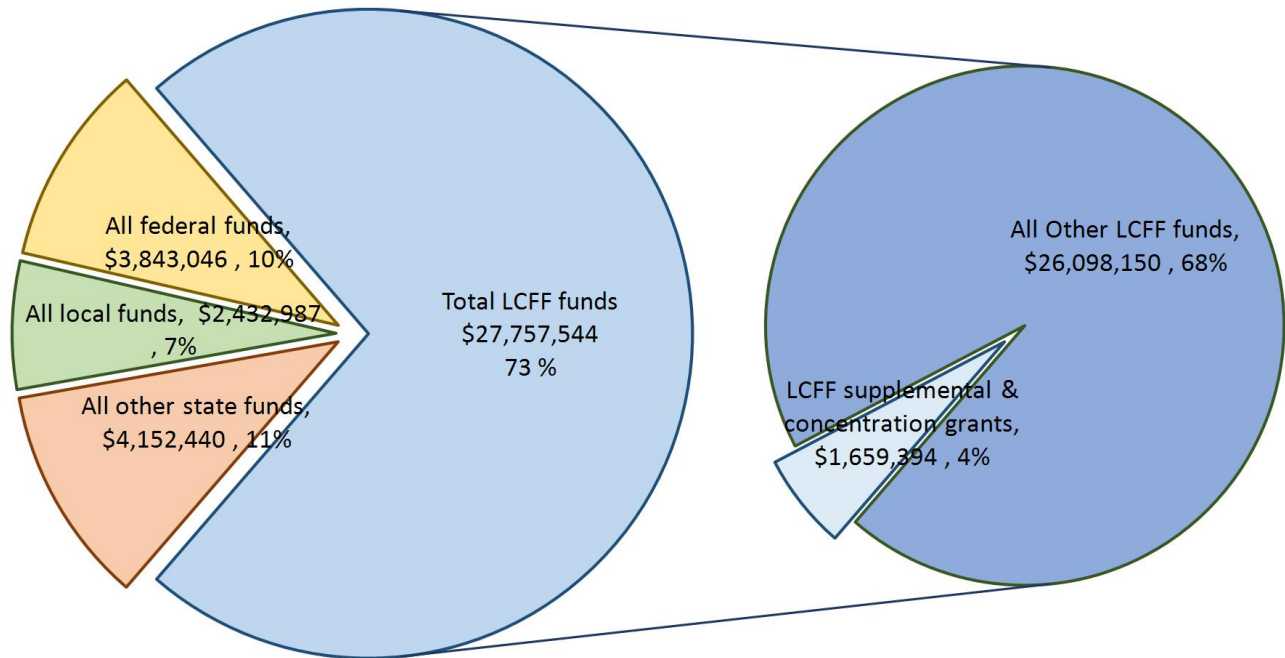 All federal funds,
$3,843,046 , 10%
All local funds,  $2,432,987
, 7%
All other state funds,
$4,152,440 , 11%
Total LCFF funds
$27,757,544
73 %
All Other LCFF funds,
$26,098,150 , 68%
LCFF supplemental &
concentration grants,
$1,659,394 , 4%